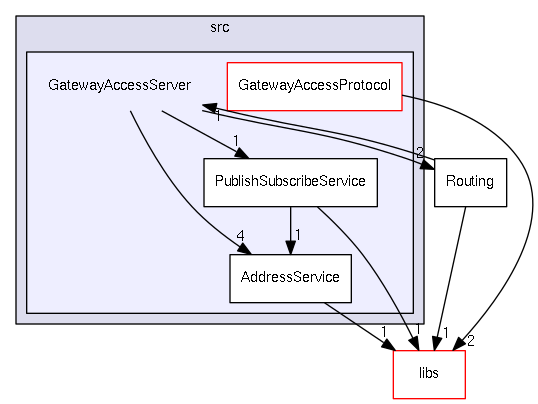 src
GatewayAccessServer
GatewayAccessProtocol
1
1
2
PublishSubscribeService
Routing
4
1
AddressService
1
1
1
2
libs